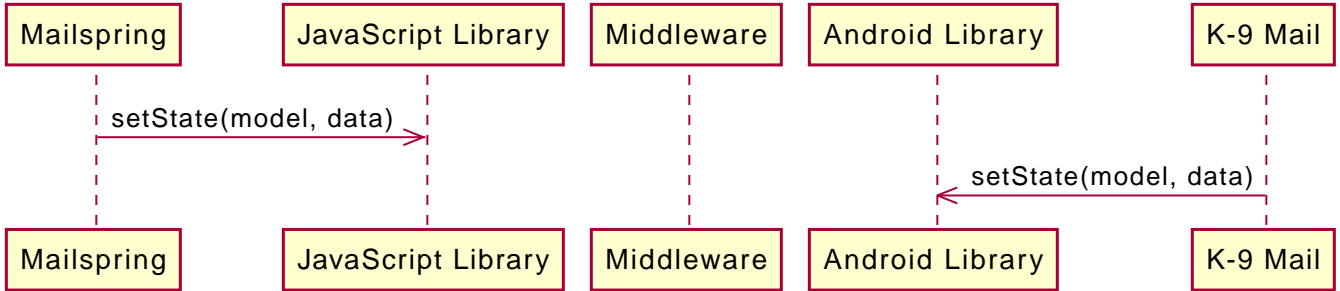 Mailspring
JavaScript Library
Middleware
Android Library
K-9 Mail
setState(model, data)
setState(model, data)
Mailspring
JavaScript Library
Middleware
Android Library
K-9 Mail